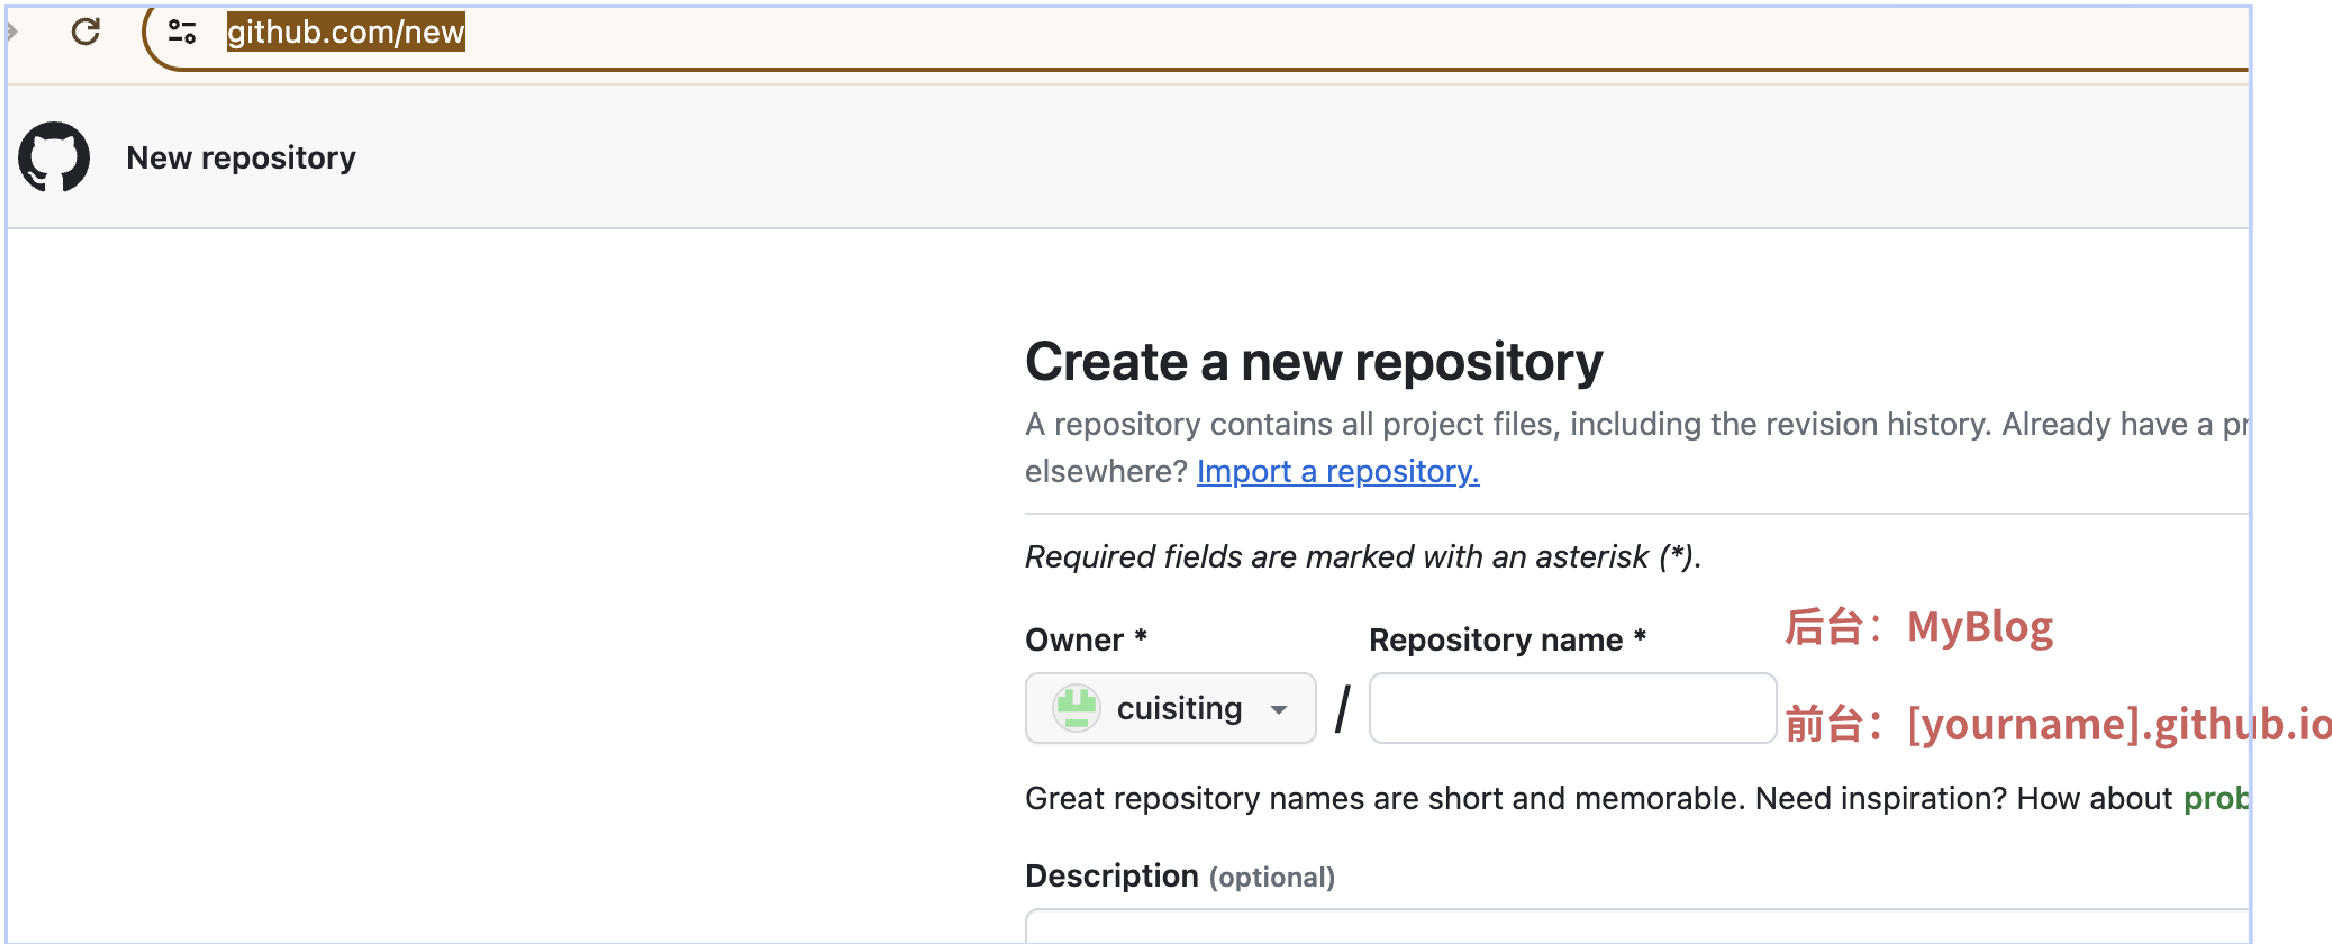 github.com/new
New repository
Create a new repository
A repository contains all project files, including the revision history. Already have a pr
elsewhere? Import a repository.
Required fields are marked with an asterisk (*).
Owner *
Repository name *
后台：MyBlog
cuisiting
/
前台：[yourname].github.io
Great repository names are short and memorable. Need inspiration? How about prob
Description (optional)